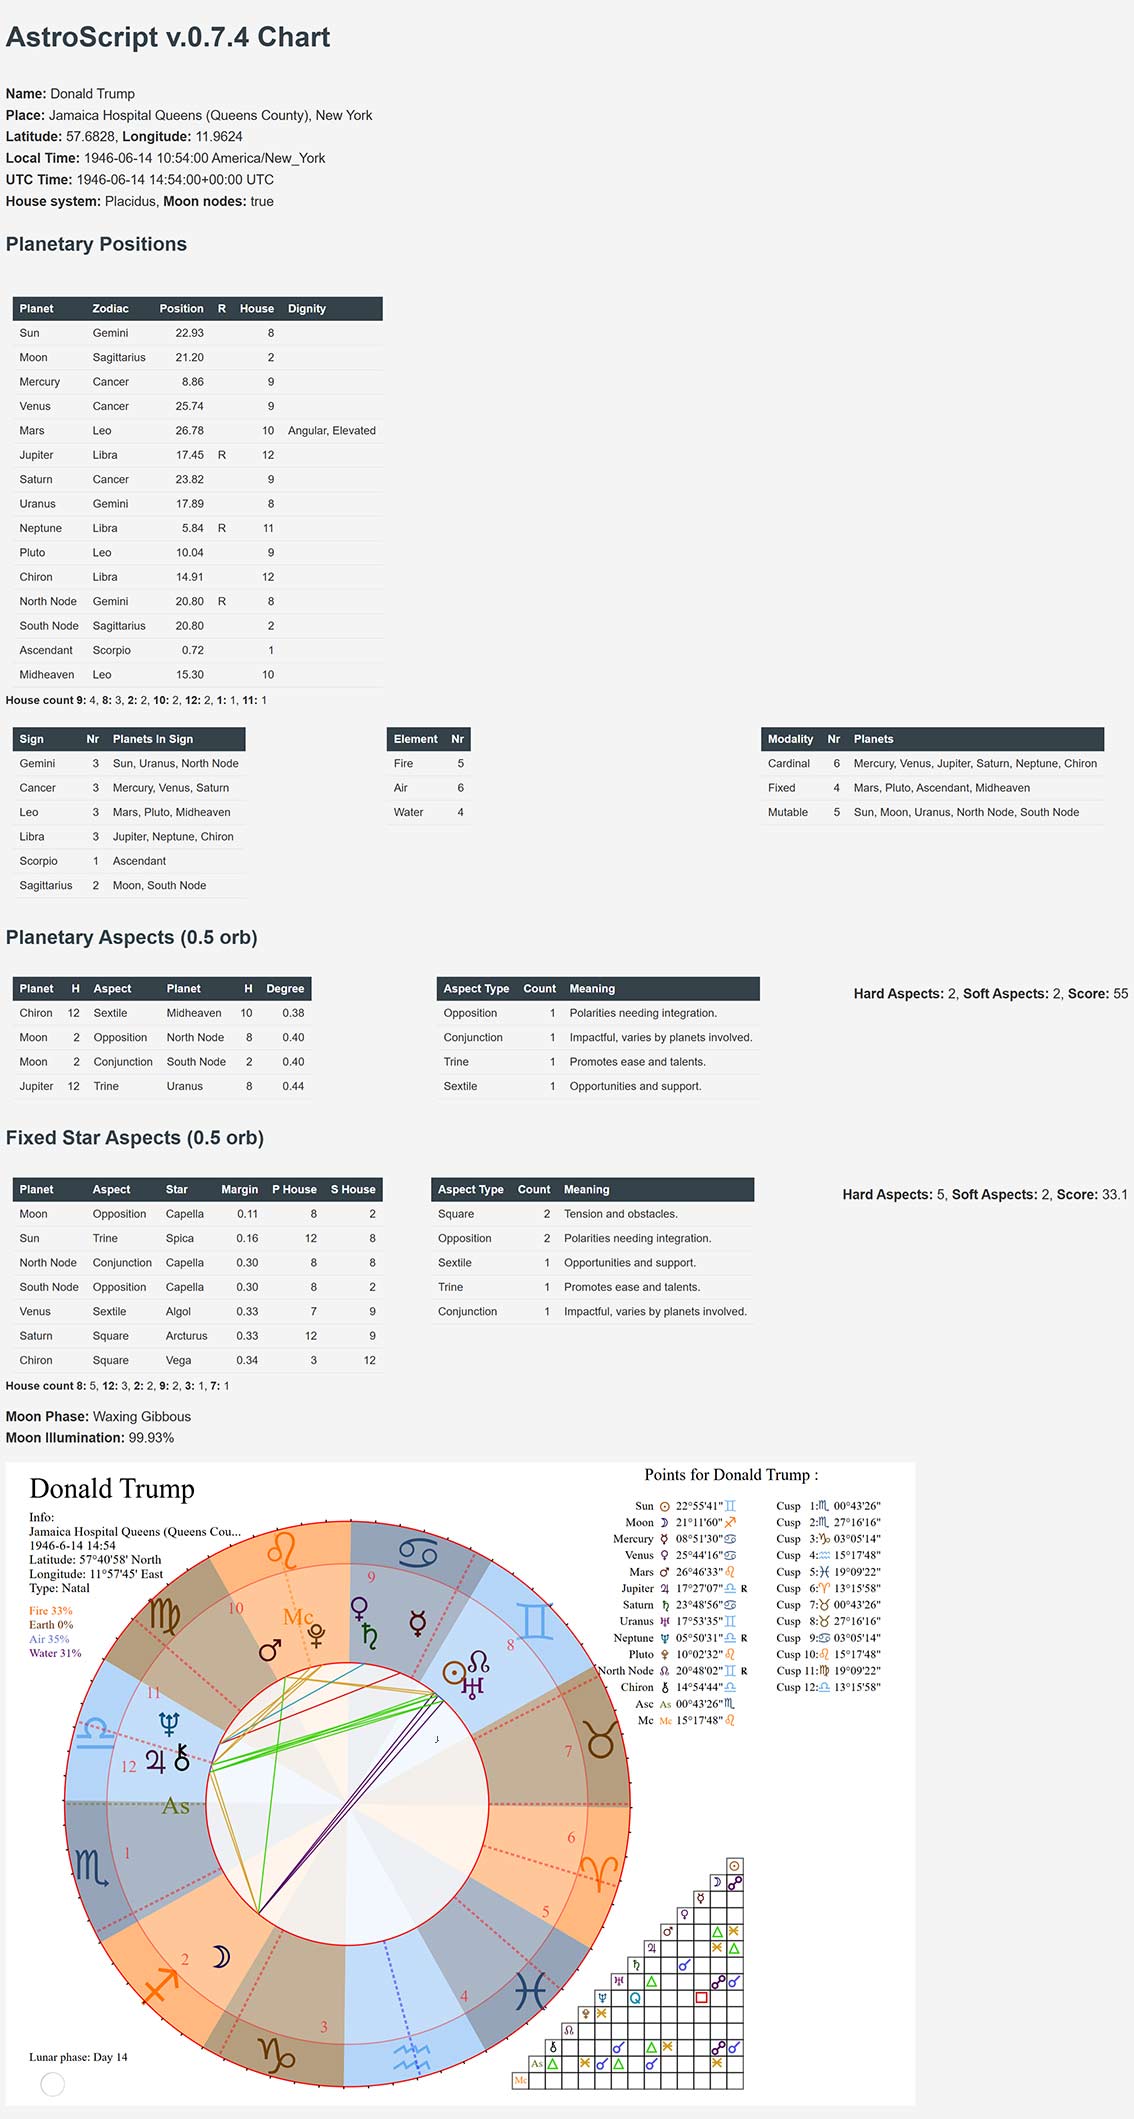 AstroScript v.0.7.4 Chart
Name: Donald Trump
Place: Jamaica Hospital Queens (Queens County), New York
Latitude: 57.6828, Longitude: 11.9624
Local Time: 1946-06-14 10:54:00 America/New_York
UTC Time: 1946-06-14 14:54:00+00:00 UTC
House system: Placidus, Moon nodes: true
Planetary Positions
Planet Zodiac Position R House Dignity
Sun Gemini 22.93 8
Moon Sagittarius 21.20 2
Mercury Cancer 8.86 9
Venus Cancer 25.74 9
Mars Leo 26.78 10 Angular, Elevated
Jupiter Libra 17.45 R 12
Saturn Cancer 23.82 9
Uranus Gemini 17.89 8
Neptune Libra 5.84 R 11
Pluto Leo 10.04 9
Chiron Libra 14.91 12
North Node Gemini 20.80 R 8
South Node Sagittarius 20.80 2
Ascendant Scorpio 0.72 1
Midheaven Leo 15.30 10
House count 9: 4, 8: 3, 2: 2, 10: 2, 12: 2, 1: 1, 11: 1
Sign Nr Planets In Sign
Gemini 3 Sun, Uranus, North Node
Cancer 3 Mercury, Venus, Saturn
Leo 3 Mars, Pluto, Midheaven
Libra 3 Jupiter, Neptune, Chiron
Scorpio 1 Ascendant
Sagittarius 2 Moon, South Node
Element Nr
Fire 5
Air 6
Water 4
Modality Nr Planets
Cardinal 6 Mercury, Venus, Jupiter, Saturn, Neptune, Chiron
Fixed 4 Mars, Pluto, Ascendant, Midheaven
Mutable 5 Sun, Moon, Uranus, North Node, South Node
Planetary Aspects (0.5 orb)
Planet H Aspect Planet H Degree
Chiron 12 Sextile Midheaven 10 0.38
Moon 2 Opposition North Node 8 0.40
Moon 2 Conjunction South Node 2 0.40
Jupiter 12 Trine Uranus 8 0.44
Aspect Type Count Meaning
Opposition 1 Polarities needing integration.
Conjunction 1 Impactful, varies by planets involved.
Trine 1 Promotes ease and talents.
Sextile 1 Opportunities and support.
Hard Aspects: 2, Soft Aspects: 2, Score: 55
Fixed Star Aspects (0.5 orb)
Planet Aspect Star Margin P House S House
Moon Opposition Capella 0.11 8 2
Sun Trine Spica 0.16 12 8
North Node Conjunction Capella 0.30 8 8
South Node Opposition Capella 0.30 8 2
Venus Sextile Algol 0.33 7 9
Saturn Square Arcturus 0.33 12 9
Chiron Square Vega 0.34 3 12
Aspect Type Count Meaning
Square 2 Tension and obstacles.
Opposition 2 Polarities needing integration.
Sextile 1 Opportunities and support.
Trine 1 Promotes ease and talents.
Conjunction 1 Impactful, varies by planets involved.
Hard Aspects: 5, Soft Aspects: 2, Score: 33.1
House count 8: 5, 12: 3, 2: 2, 9: 2, 3: 1, 7: 1
Moon Phase: Waxing Gibbous
Moon Illumination: 99.93%
Donald Trump
Info:
Jamaica Hospital Queens (Queens Cou...
1946-6-14 14:54
Latitude: 57°40'58' North
Longitude: 11°57'45' East
Type: Natal
Fire 33%
Earth 0%
Air 35%
Water 31%
Points for Donald Trump :
Sun ☉ 22°55'41" ♊
Moon ☽ 21°11'60" ♐
Mercury ☿ 08°51'30" ♋
Venus ♀ 25°44'16" ♋
Mars ♂ 26°46'33" ♌
Jupiter ♃ 17°27'07" ♎ R
Saturn ♄ 23°48'56" ♋
Uranus ♅ 17°53'35" ♊
Neptune ♆ 05°50'31" ♎ R
Pluto 10°02'32" ♌
North Node ☊ 20°48'02" ♊ R
Chiron ⚷ 14°54'44" ♎
Asc As 00°43'26" ♏
Mc Mc 15°17'48" ♌
Cusp 1: ♏ 00°43'26"
Cusp 2: ♏ 27°16'16"
Cusp 3: ♑ 03°05'14"
Cusp 4: ♒ 15°17'48"
Cusp 5: ♓ 19°09'22"
Cusp 6: ♈ 13°15'58"
Cusp 7: ♉ 00°43'26"
Cusp 8: ♉ 27°16'16"
Cusp 9: ♋ 03°05'14"
Cusp 10: ♌ 15°17'48"
Cusp 11: ♍ 19°09'22"
Cusp 12: ♎ 13°15'58"
9
10
Mc
8
11
7
12
As
6
1
5
2
4
3
As
Mc
Lunar phase: Day 14